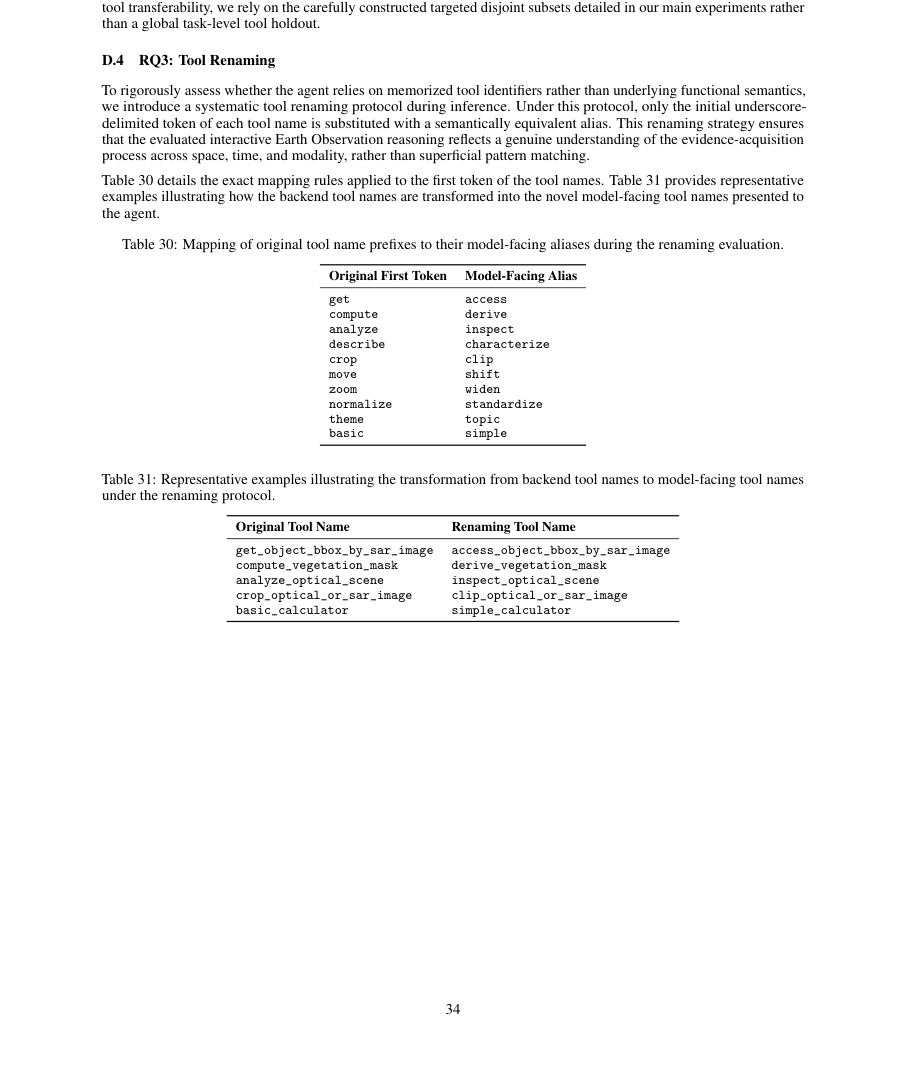 tool transferability, we rely on the carefully constructed targeted disjoint subsets detailed in our main experiments rather
than a global task-level tool holdout.
D.4 RQ3: Tool Renaming
To rigorously assess whether the agent relies on memorized tool identifiers rather than underlying functional semantics,
we introduce a systematic tool renaming protocol during inference. Under this protocol, only the initial underscore-
delimited token of each tool name is substituted with a semantically equivalent alias. This renaming strategy ensures
that the evaluated interactive Earth Observation reasoning reflects a genuine understanding of the evidence-acquisition
process across space, time, and modality, rather than superficial pattern matching.
Table 30 details the exact mapping rules applied to the first token of the tool names. Table 31 provides representative
examples illustrating how the backend tool names are transformed into the novel model-facing tool names presented to
the agent.
Table 30: Mapping of original tool name prefixes to their model-facing aliases during the renaming evaluation.
Original First Token Model-Facing Alias
get access
compute derive
analyze inspect
describe characterize
crop clip
move shift
zoom widen
normalize standardize
theme topic
basic simple
Table 31: Representative examples illustrating the transformation from backend tool names to model-facing tool names
under the renaming protocol.
Original Tool Name Renaming Tool Name
get_object_bbox_by_sar_image access_object_bbox_by_sar_image
compute_vegetation_mask derive_vegetation_mask
analyze_optical_scene inspect_optical_scene
crop_optical_or_sar_image clip_optical_or_sar_image
basic_calculator simple_calculator
34